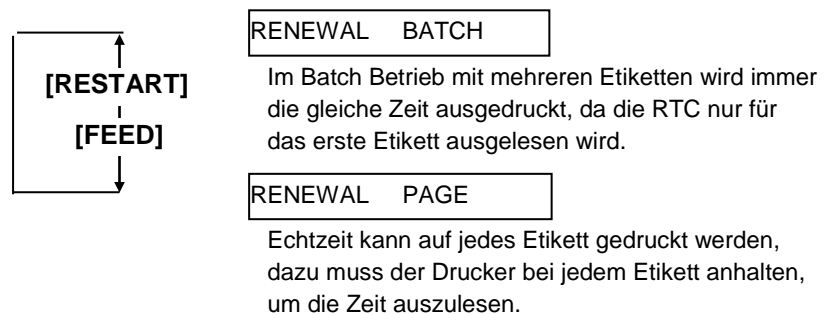 RENEWAL BATCH
[RESTART]
[FEED]
Im Batch Betrieb mit mehreren Etiketten wird immer
die gleiche Zeit ausgedruckt, da die RTC nur für
das erste Etikett ausgelesen wird.
RENEWAL PAGE
Echtzeit kann auf jedes Etikett gedruckt werden,
dazu muss der Drucker bei jedem Etikett anhalten,
um die Zeit auszulesen.